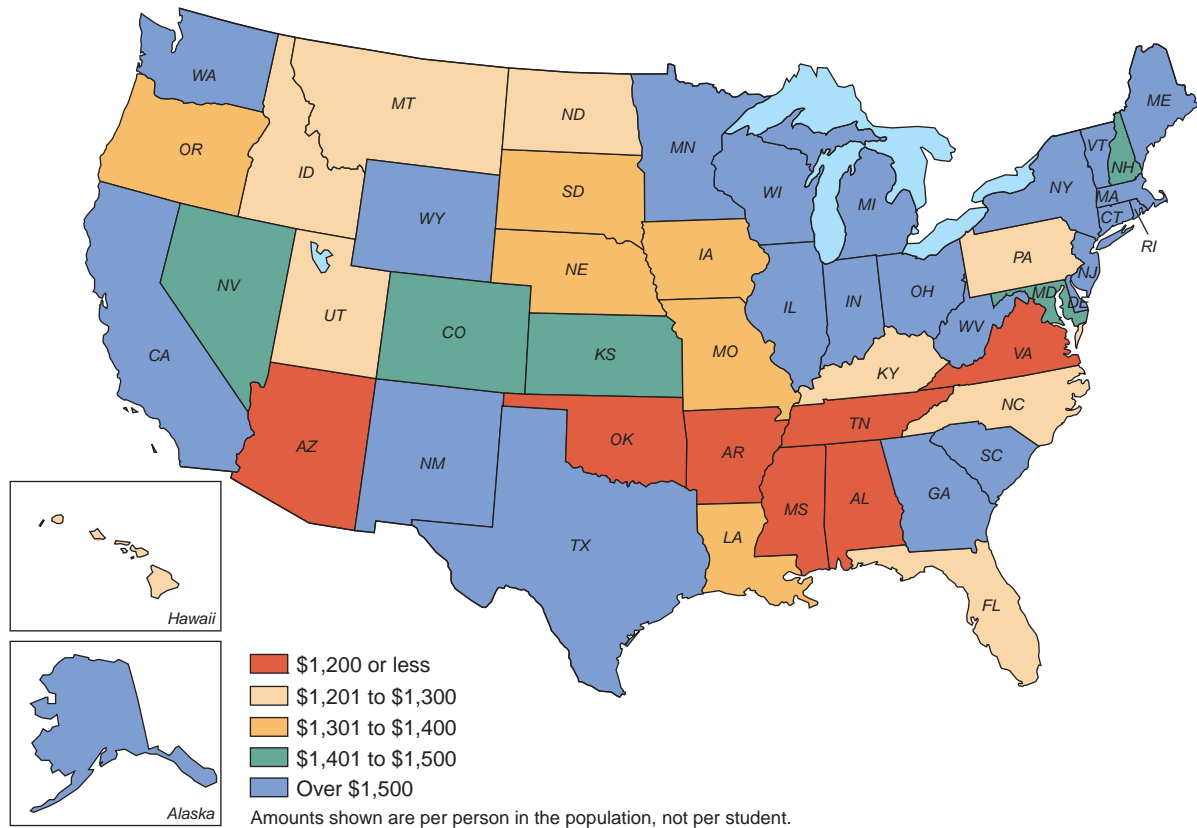 WA
ME
MT
ND
MN
VT
OR
NH
ID
WI
NY
SD
MI
MA
WY
CT
RI
IA
PA
NE
NJ
NV
OH
MD
DE
IL
IN
UT
CO
WV
CA
KS
MO
VA
KY
NC
TN
AZ
OK
AR
SC
NM
GA
MS
AL
LA
TX
FL
Hawaii
Alaska
$1,200 or less
$1,201 to $1,300
$1,301 to $1,400
$1,401 to $1,500
Over $1,500
Amounts shown are per person in the population, not per student.